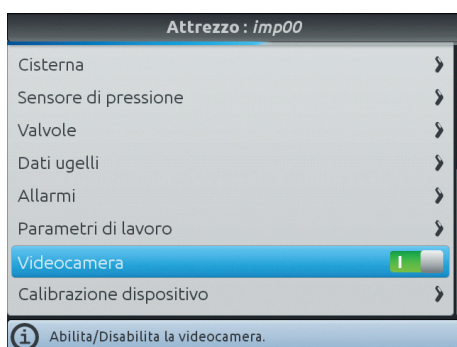 Attrezzo : imp00
Cisterna
Sensore di pressione
Valvole
Dati ugelli
Allarmi
Parametri di lavoro
Videocamera
Calibrazione dispositivo
Abilita/Disabilita la videocamera.